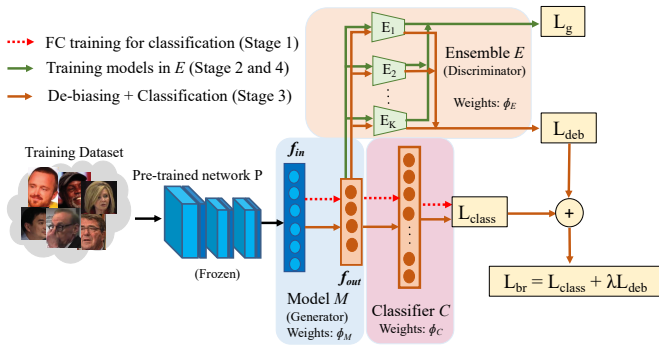 FC training for classification (Stage 1)
Training models in E (Stage 2 and 4)
De-biasing + Classification (Stage 3)
E1
E2
⋮
EK
Ensemble E
(Discriminator)
Weights: ϕE
Lg
Ldeb
Training Dataset
Pre-trained network P
(Frozen)
fin
fout
Model M
(Generator)
Weights: ϕM
Classifier C
Weights: ϕC
Lclass
+
Lbr = Lclass + λLdeb